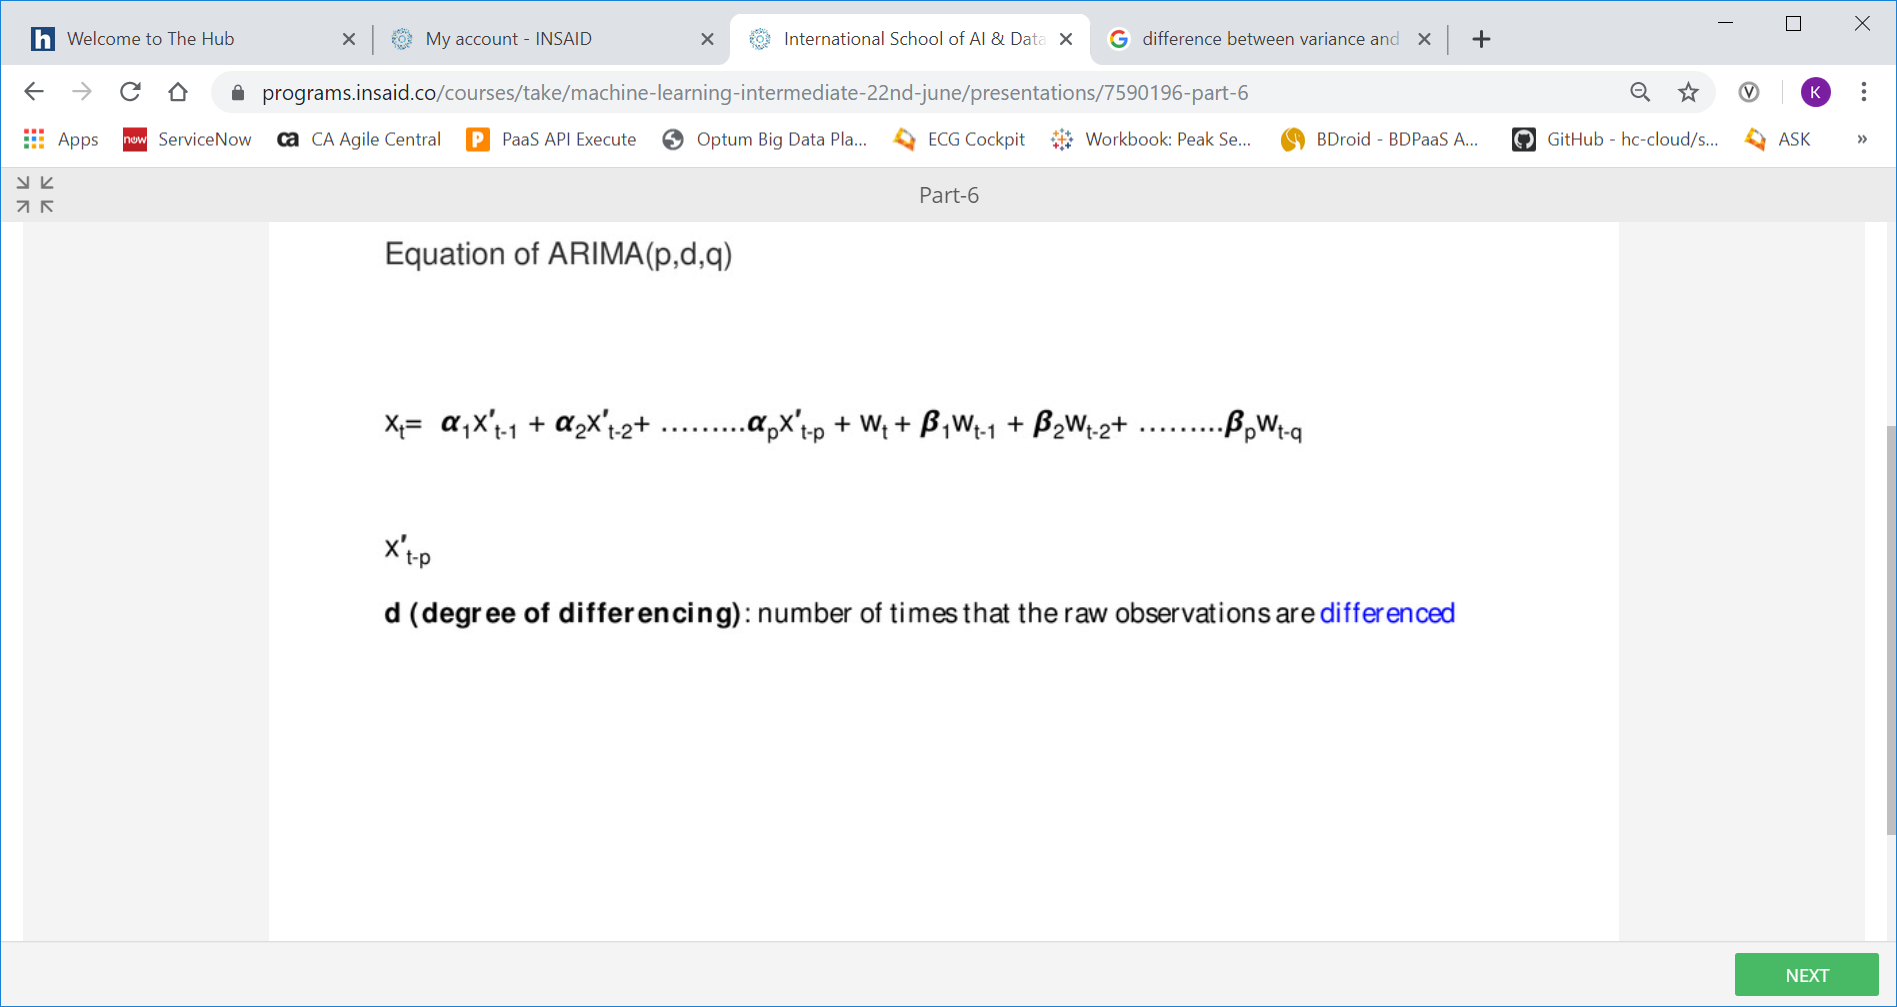 Welcome to The Hub
My account - INSAID
International School of AI & Data
difference between variance and
programs.insaid.co/courses/take/machine-learning-intermediate-22nd-june/presentations/7590196-part-6
K
Apps
now ServiceNow
ca CA Agile Central
P PaaS API Execute
Optum Big Data Pla...
ECG Cockpit
Workbook: Peak Se...
BDroid - BDPaaS A...
GitHub - hc-cloud/s...
ASK
»
Part-6
Equation of ARIMA(p,d,q)
xₜ= α₁x′ₜ₋₁ + α₂x′ₜ₋₂+ ………αₚx′ₜ₋ₚ + wₜ + β₁wₜ₋₁ + β₂wₜ₋₂+ ………βₚwt-q
x′ₜ₋ₚ
d (degree of differencing): number of times that the raw observations are differenced
NEXT